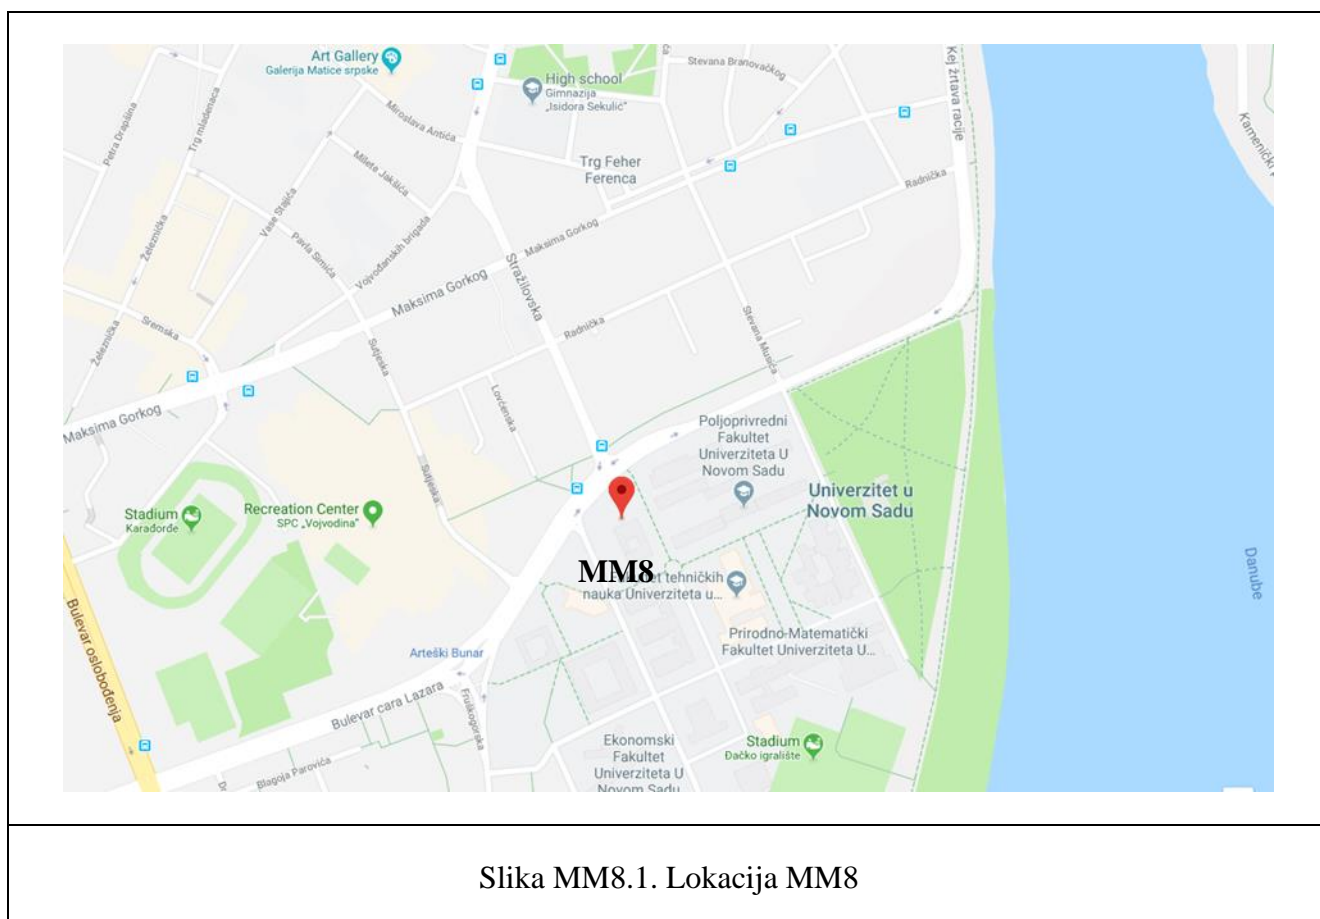 Art Gallery
Galerija Matice srpske
High school
Gimnazija
„Isidora Sekulić"
Stevana Branovačkog
Kej žrtava racije
Petra Drapšina
Trg mladenaca
Miroslava Antića
Milete Jakšića
Trg Feher
Ferenca
Radnička
Vase Stajića
Pavla Simića
Vojvođanskih brigada
Železnička
Maksima Gorkog
Stražilovska
Maksima Gorkog
Sremska
Železnička
Radnička
Stevana Musića
Sutjeska
Lovćenska
Maksima Gorkog
Poljoprivredni
Fakultet
Univerziteta U
Novom Sadu
Sutjeska
Univerzitet u
Novom Sadu
Stadium
Karađorđe
Recreation Center
SPC „Vojvodina"
MM8
tehničkih
nauka Univerziteta u...
Danube
Bulevar oslobođenja
Prirodno-Matematički
Fakultet Univerziteta U...
Arteški Bunar
Bulevar cara Lazara
Fruškogorska
Ekonomski
Fakultet
Univerziteta U
Novom Sadu
Stadium
Đačko igralište
Blagoja Parovića
Slika MM8.1. Lokacija MM8